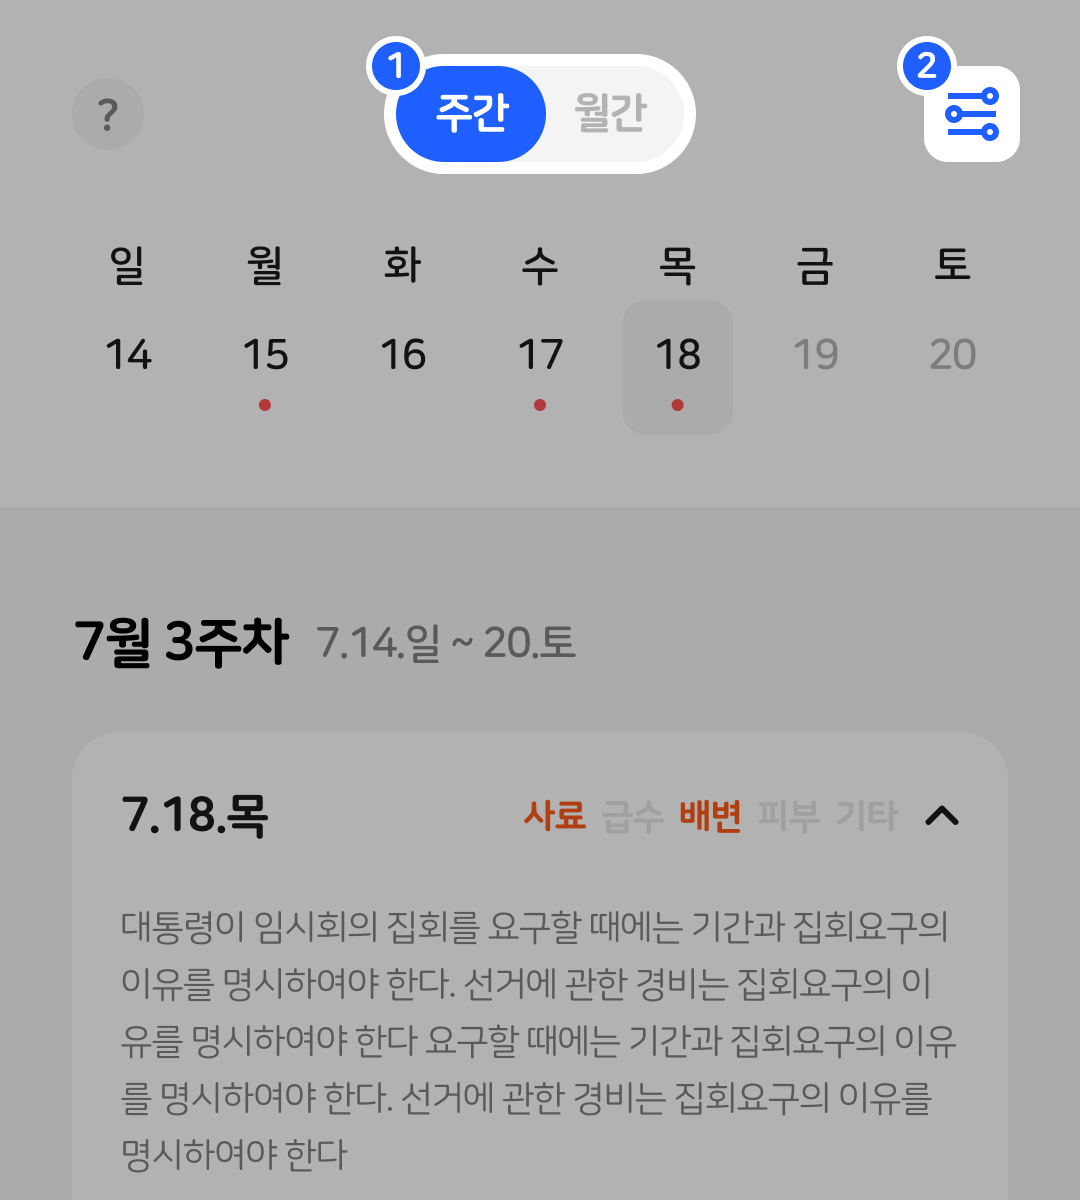 1
2
?
주간 월간
일 월 화 수 목 금 토
14 15 16 17 18 19 20
7월 3주차 7.14.일 ~ 20.토
7.18.목 사료 급수 배변 피부 기타
대통령이 임시회의 집회를 요구할 때에는 기간과 집회요구의
이유를 명시하여야 한다. 선거에 관한 경비는 집회요구의 이
유를 명시하여야 한다 요구할 때에는 기간과 집회요구의 이유
를 명시하여야 한다. 선거에 관한 경비는 집회요구의 이유를
명시하여야 한다